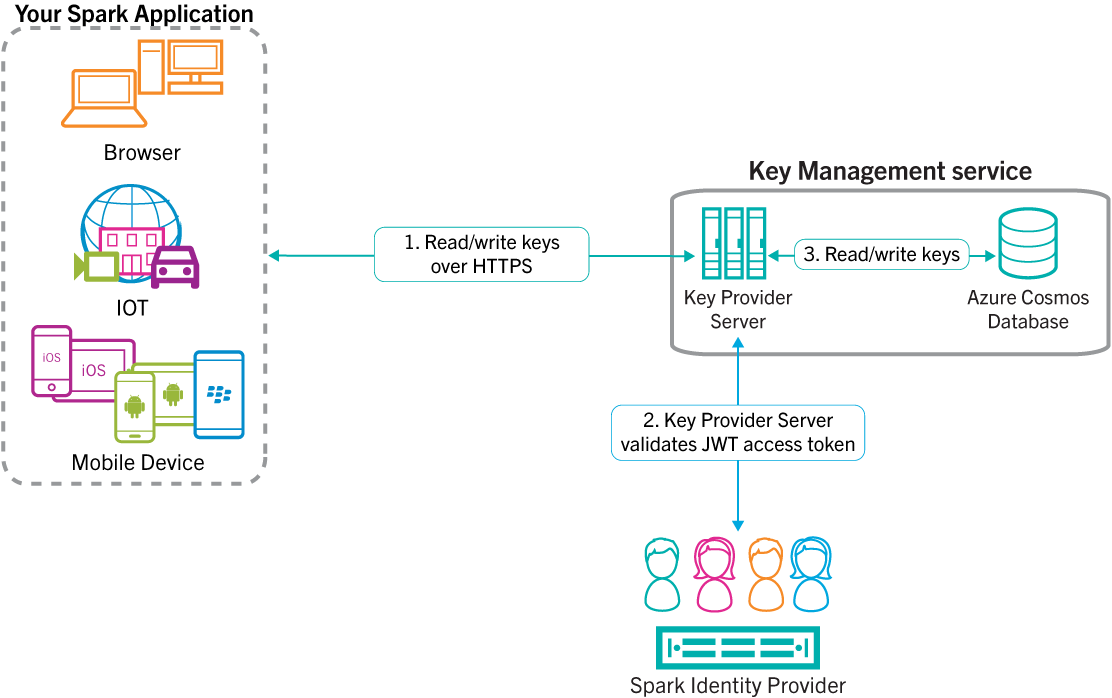 Your Spark Application
Browser
IOT
iOS
iOS
Mobile Device
1. Read/write keys
over HTTPS
Key Management service
3. Read/write keys
Key Provider
Server
Azure Cosmos
Database
2. Key Provider Server
validates JWT access token
Spark Identity Provider